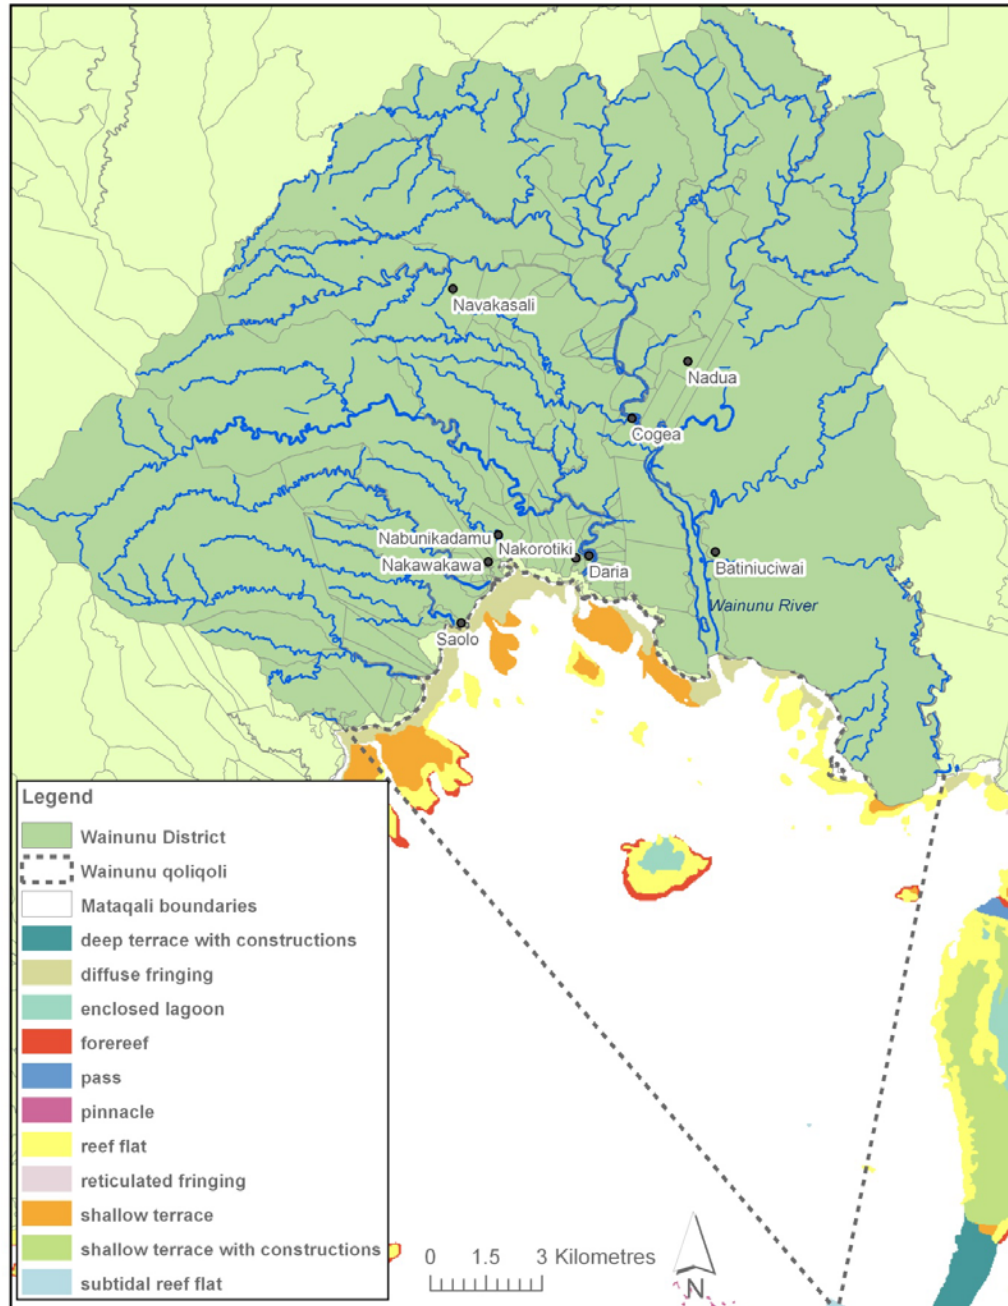 Navakasali
Nadua
Cogea
Nabunikadamu
Nakorotiki
Nakawakawa
Daria
Batiniuciwai
Wainunu River
Saolo
Legend
Wainunu District
Wainunu qoliqoli
Mataqali boundaries
deep terrace with constructions
diffuse fringing
enclosed lagoon
forereef
pass
pinnacle
reef flat
reticulated fringing
shallow terrace
shallow terrace with constructions
subtidal reef flat
0 1.5 3 Kilometres
N